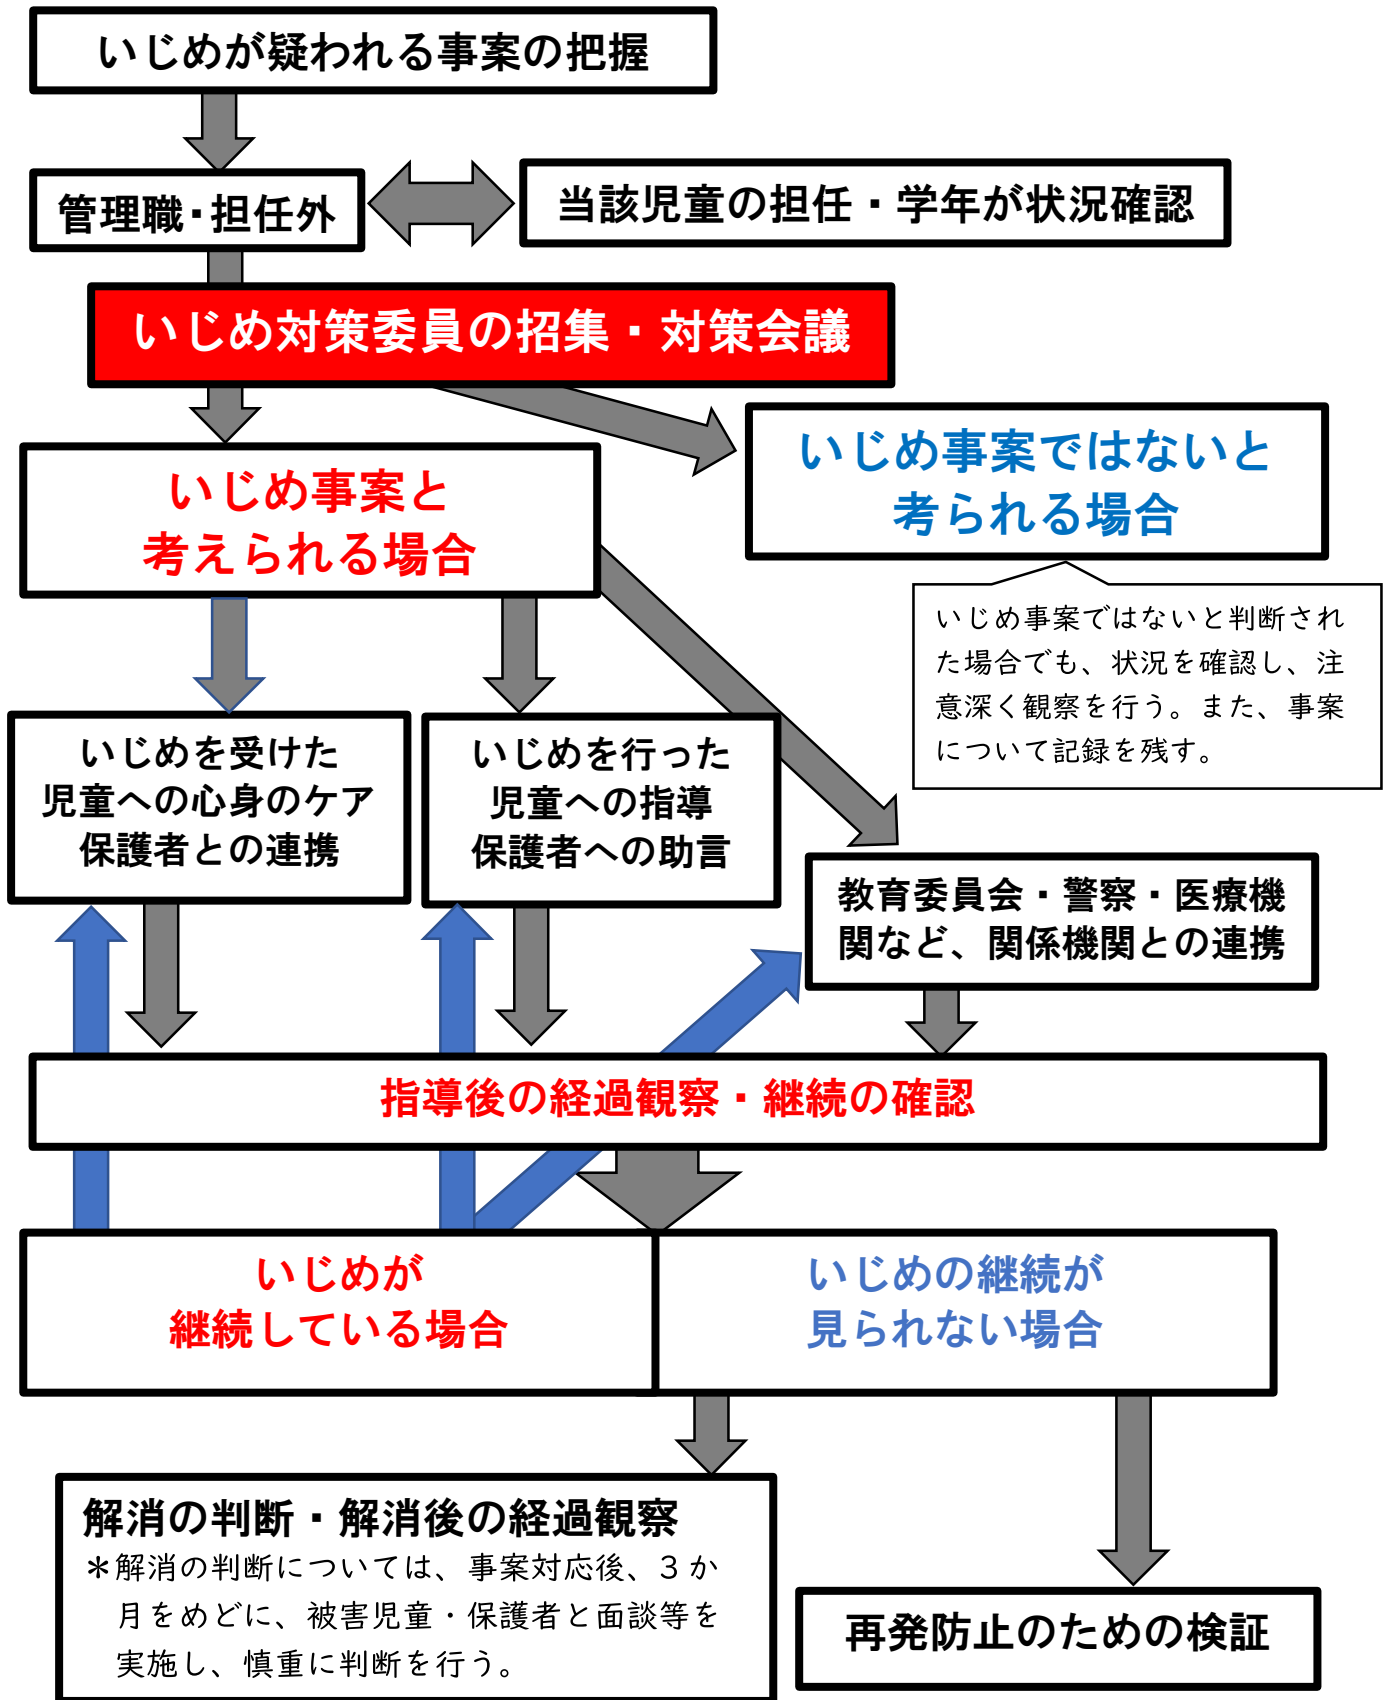 いじめが疑われる事案の把握
管理職・担任外
当該児童の担任・学年が状況確認
いじめ対策委員の招集・対策会議
いじめ事案と
考えられる場合
いじめ事案ではないと
考られる場合
いじめ事案ではないと判断され
た場合でも、状況を確認し、注
意深く観察を行う。また、事案
について記録を残す。
いじめを受けた
児童への心身のケア
保護者との連携
いじめを行った
児童への指導
保護者への助言
教育委員会・警察・医療機
関など、関係機関との連携
指導後の経過観察・継続の確認
いじめが
継続している場合
いじめの継続が
見られない場合
解消の判断・解消後の経過観察
＊解消の判断については、事案対応後、３か
月をめどに、被害児童・保護者と面談等を
実施し、慎重に判断を行う。
再発防止のための検証